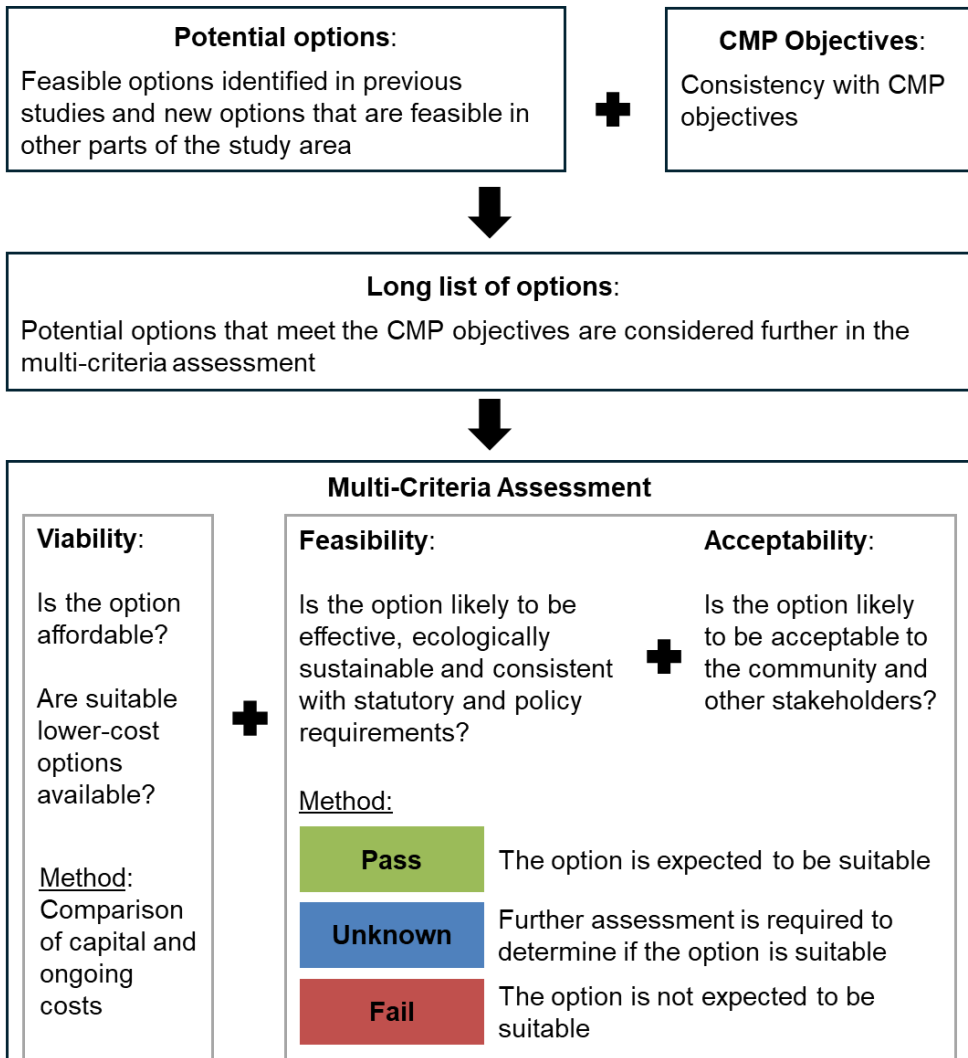 Potential options:
Feasible options identified in previous
studies and new options that are feasible in
other parts of the study area
CMP Objectives:
Consistency with CMP
objectives
Long list of options:
Potential options that meet the CMP objectives are considered further in the
multi-criteria assessment
Multi-Criteria Assessment
Viability:
Is the option
affordable?
Are suitable
lower-cost
options
available?
Method:
Comparison
of capital and
ongoing
costs
Feasibility:
Is the option likely to be
effective, ecologically
sustainable and consistent
with statutory and policy
requirements?
Acceptability:
Is the option likely
to be acceptable to
the community and
other stakeholders?
Method:
Pass
The option is expected to be suitable
Unknown
Further assessment is required to
determine if the option is suitable
Fail
The option is not expected to be
suitable